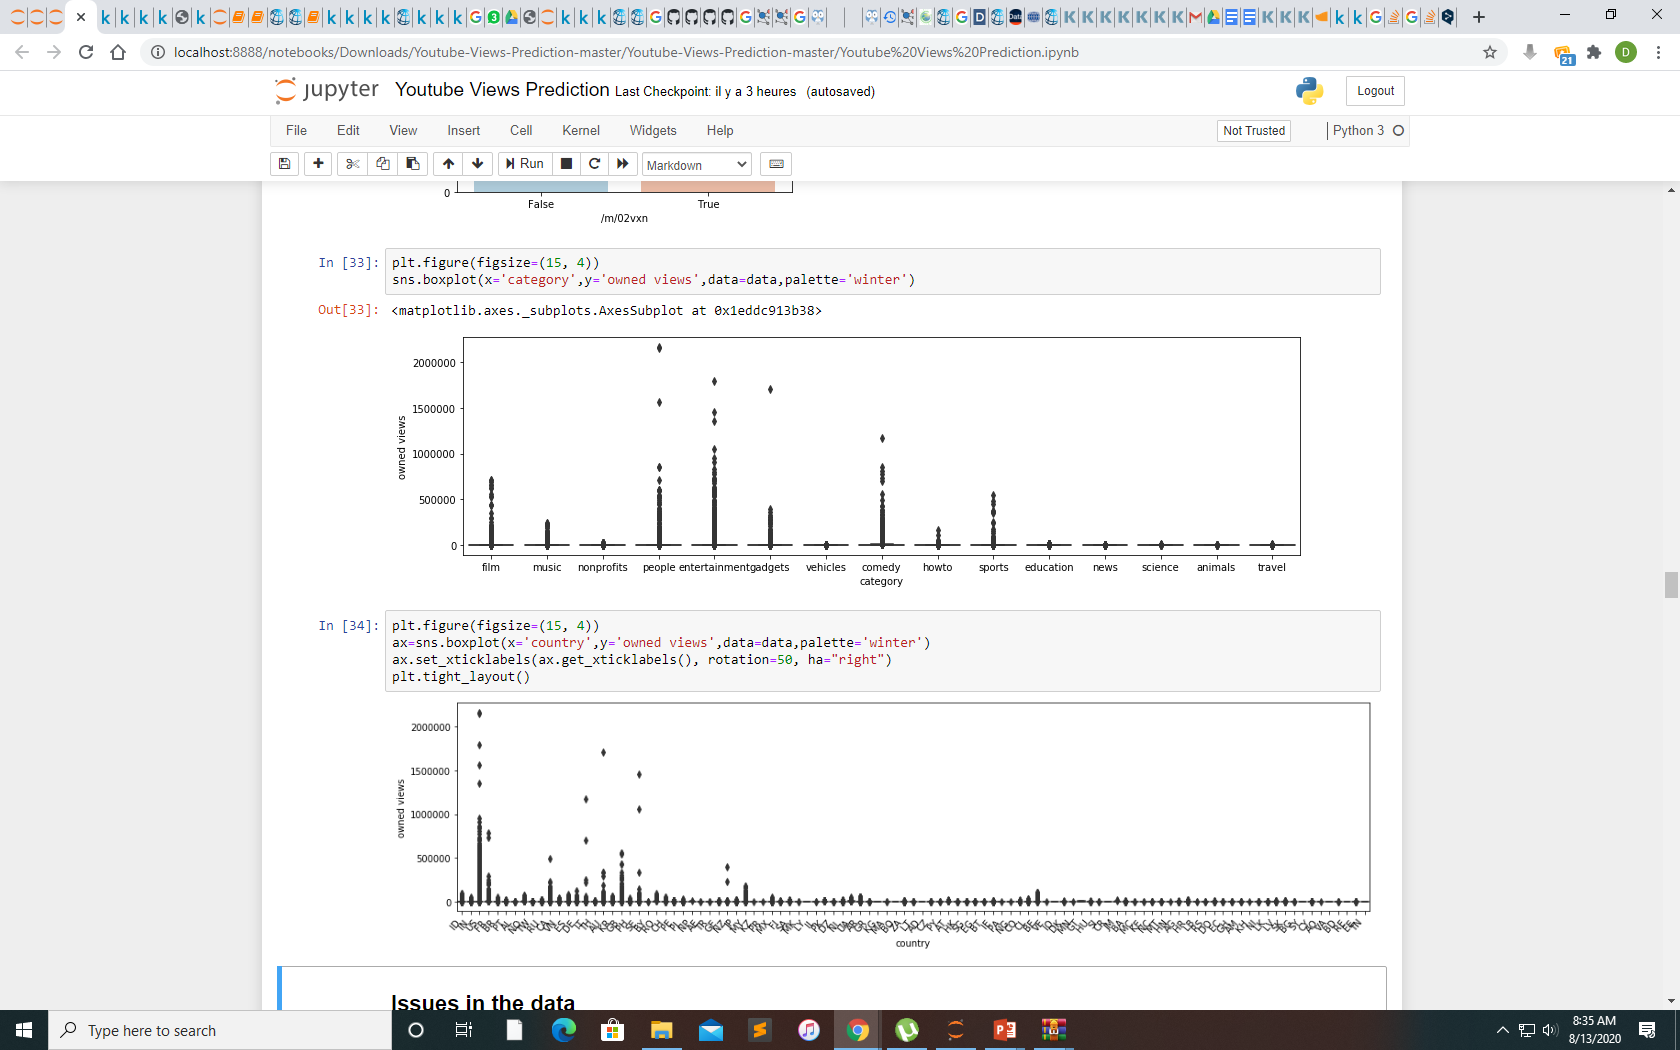 localhost:8888/notebooks/Downloads/Youtube-Views-Prediction-master/Youtube-Views-Prediction-master/Youtube%20Views%20Prediction.ipynb
21
D
jupyter Youtube Views Prediction Last Checkpoint: il y a 3 heures (autosaved)
Logout
File Edit View Insert Cell Kernel Widgets Help
Not Trusted
Python 3
Run
Markdown
0
False True
/m/02vxn
In [33]:
plt.figure(figsize=(15, 4))
sns.boxplot(x='category',y='owned views',data=data,palette='winter')
Out[33]: <matplotlib.axes._subplots.AxesSubplot at 0x1eddc913b38>
2000000
1500000
1000000
500000
0
owned views
film music nonprofits people entertainment gadgets vehicles comedy howto sports education news science animals travel
category
In [34]:
plt.figure(figsize=(15, 4))
ax=sns.boxplot(x='country',y='owned views',data=data,palette='winter')
ax.set_xticklabels(ax.get_xticklabels(), rotation=50, ha="right")
plt.tight_layout()
2000000
1500000
1000000
500000
0
owned views
country
Issues in the data
Type here to search
8:35 AM
8/13/2020